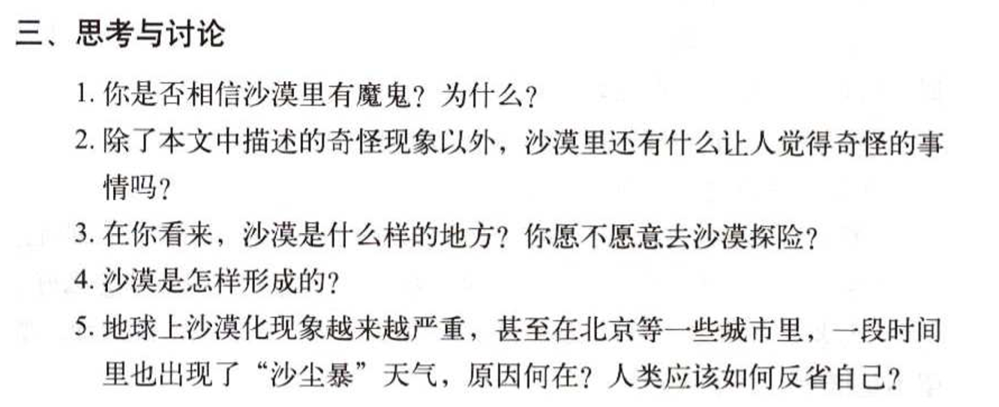 三、思考与讨论
1. 你是否相信沙漠里有魔鬼？为什么？
2. 除了本文中描述的奇怪现象以外，沙漠里还有什么让人觉得奇怪的事
情吗？
3. 在你看来，沙漠是什么样的地方？你愿不愿意去沙漠探险？
4. 沙漠是怎样形成的？
5. 地球上沙漠化现象越来越严重，甚至在北京等一些城市里，一段时间
里也出现了“沙尘暴”天气，原因何在？人类应该如何反省自己？